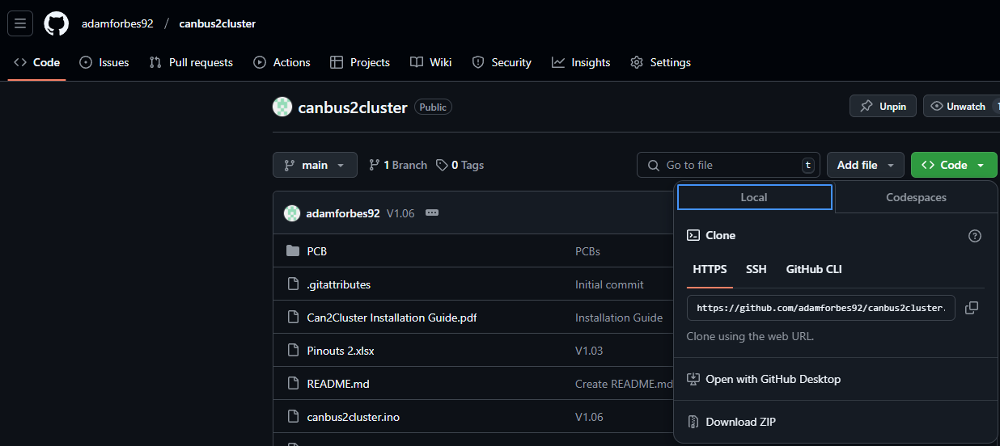 adamforbes92 / canbus2cluster
Code Issues Pull requests Actions Projects Wiki Security Insights Settings
canbus2cluster Public Unpin Unwatch
main 1 Branch 0 Tags Go to file t Add file Code
Local Codespaces
adamforbes92 V1.06
Clone
PCB PCBs
HTTPS SSH GitHub CLI
.gitattributes Initial commit
https://github.com/adamforbes92/canbus2cluster.
Can2Cluster Installation Guide.pdf Installation Guide
Clone using the web URL.
Pinouts 2.xlsx V1.03
README.md Create README.md
Open with GitHub Desktop
canbus2cluster.ino V1.06
Download ZIP